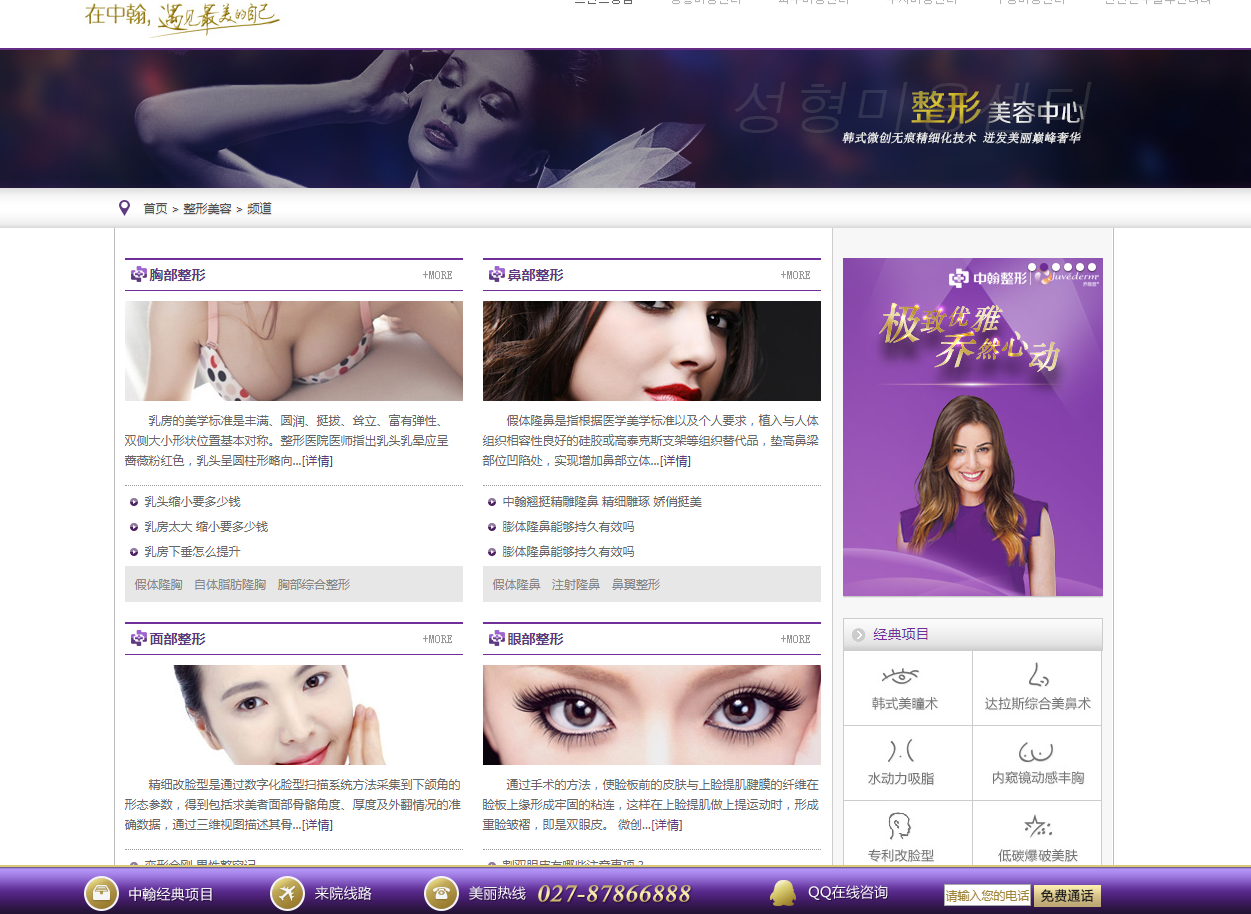 在中翰, 遇见最美的自己
성형미용센터
整形 美容中心
韩式微创无痕精细化技术 迸发美丽巅峰奢华
首页 > 整形美容 > 频道
胸部整形 +MORE
乳房的美学标准是丰满、圆润、挺拔、耸立、富有弹性、
双侧大小形状位置基本对称。整形医院医师指出乳头乳晕应呈
蔷薇粉红色，乳头呈圆柱形略向...[详情]
乳头缩小要多少钱
乳房太大 缩小要多少钱
乳房下垂怎么提升
假体隆胸 自体脂肪隆胸 胸部综合整形
鼻部整形 +MORE
假体隆鼻是指根据医学美学标准以及个人要求，植入与人体
组织相容性良好的硅胶或高泰克斯支架等组织替代品，垫高鼻梁
部位凹陷处，实现增加鼻部立体...[详情]
中翰翘挺精雕隆鼻 精细雕琢 娇俏挺美
膨体隆鼻能够持久有效吗
膨体隆鼻能够持久有效吗
假体隆鼻 注射隆鼻 鼻翼整形
面部整形 +MORE
精细改脸型是通过数字化脸型扫描系统方法采集到下颌角的
形态参数，得到包括求美者面部骨骼角度、厚度及外翻情况的准
确数据，通过三维视图描述其骨...[详情]
变形金刚 男性整容记
眼部整形 +MORE
通过手术的方法，使睑板前的皮肤与上睑提肌腱膜的纤维在
睑板上缘形成牢固的粘连，这样在上睑提肌做上提运动时，形成
重睑皱褶，即是双眼皮。 微创...[详情]
割双眼皮有哪些注意事项？
中翰整形 Juvéderm
极致优雅
乔然心动
经典项目
韩式美瞳术 达拉斯综合美鼻术
水动力吸脂 内窥镜动感丰胸
专利改脸型 低碳爆破美肤
中翰经典项目 来院线路 美丽热线 027-87866888 QQ在线咨询 请输入您的电话 免费通话